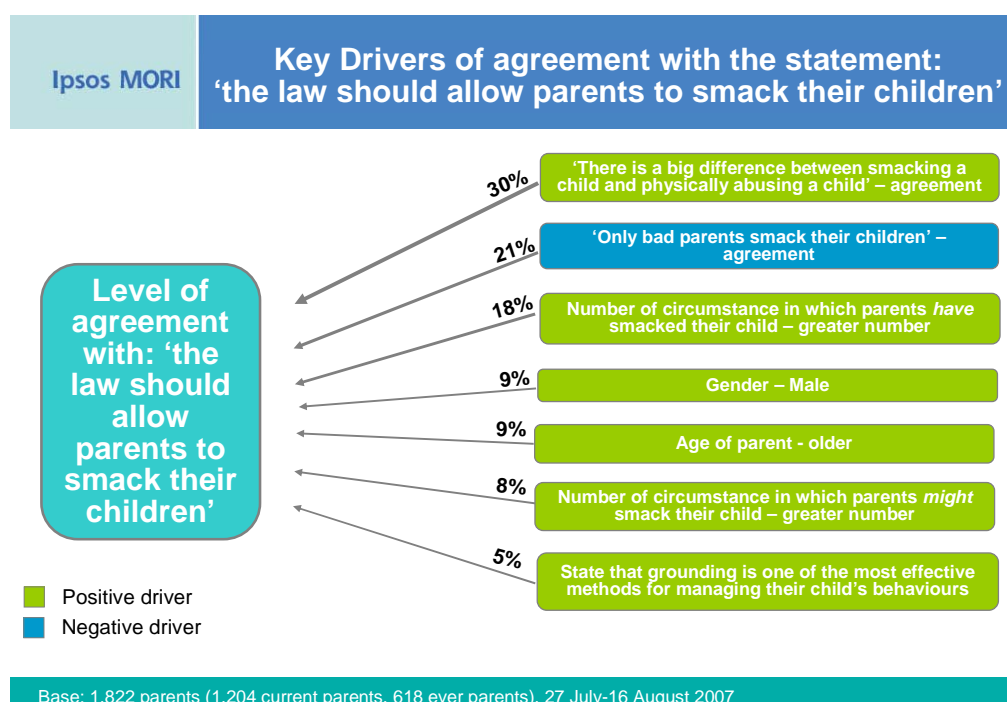 Ipsos MORI
Key Drivers of agreement with the statement:
‘the law should allow parents to smack their children’
30%
‘There is a big difference between smacking a
child and physically abusing a child’ – agreement
21%
‘Only bad parents smack their children’ –
agreement
18%
Number of circumstance in which parents have
smacked their child – greater number
9%
Gender – Male
9%
Age of parent - older
8%
Number of circumstance in which parents might
smack their child – greater number
5%
State that grounding is one of the most effective
methods for managing their child’s behaviours
Level of
agreement
with: ‘the
law should
allow
parents to
smack their
children’
Positive driver
Negative driver
Base: 1,822 parents (1,204 current parents, 618 ever parents), 27 July-16 August 2007